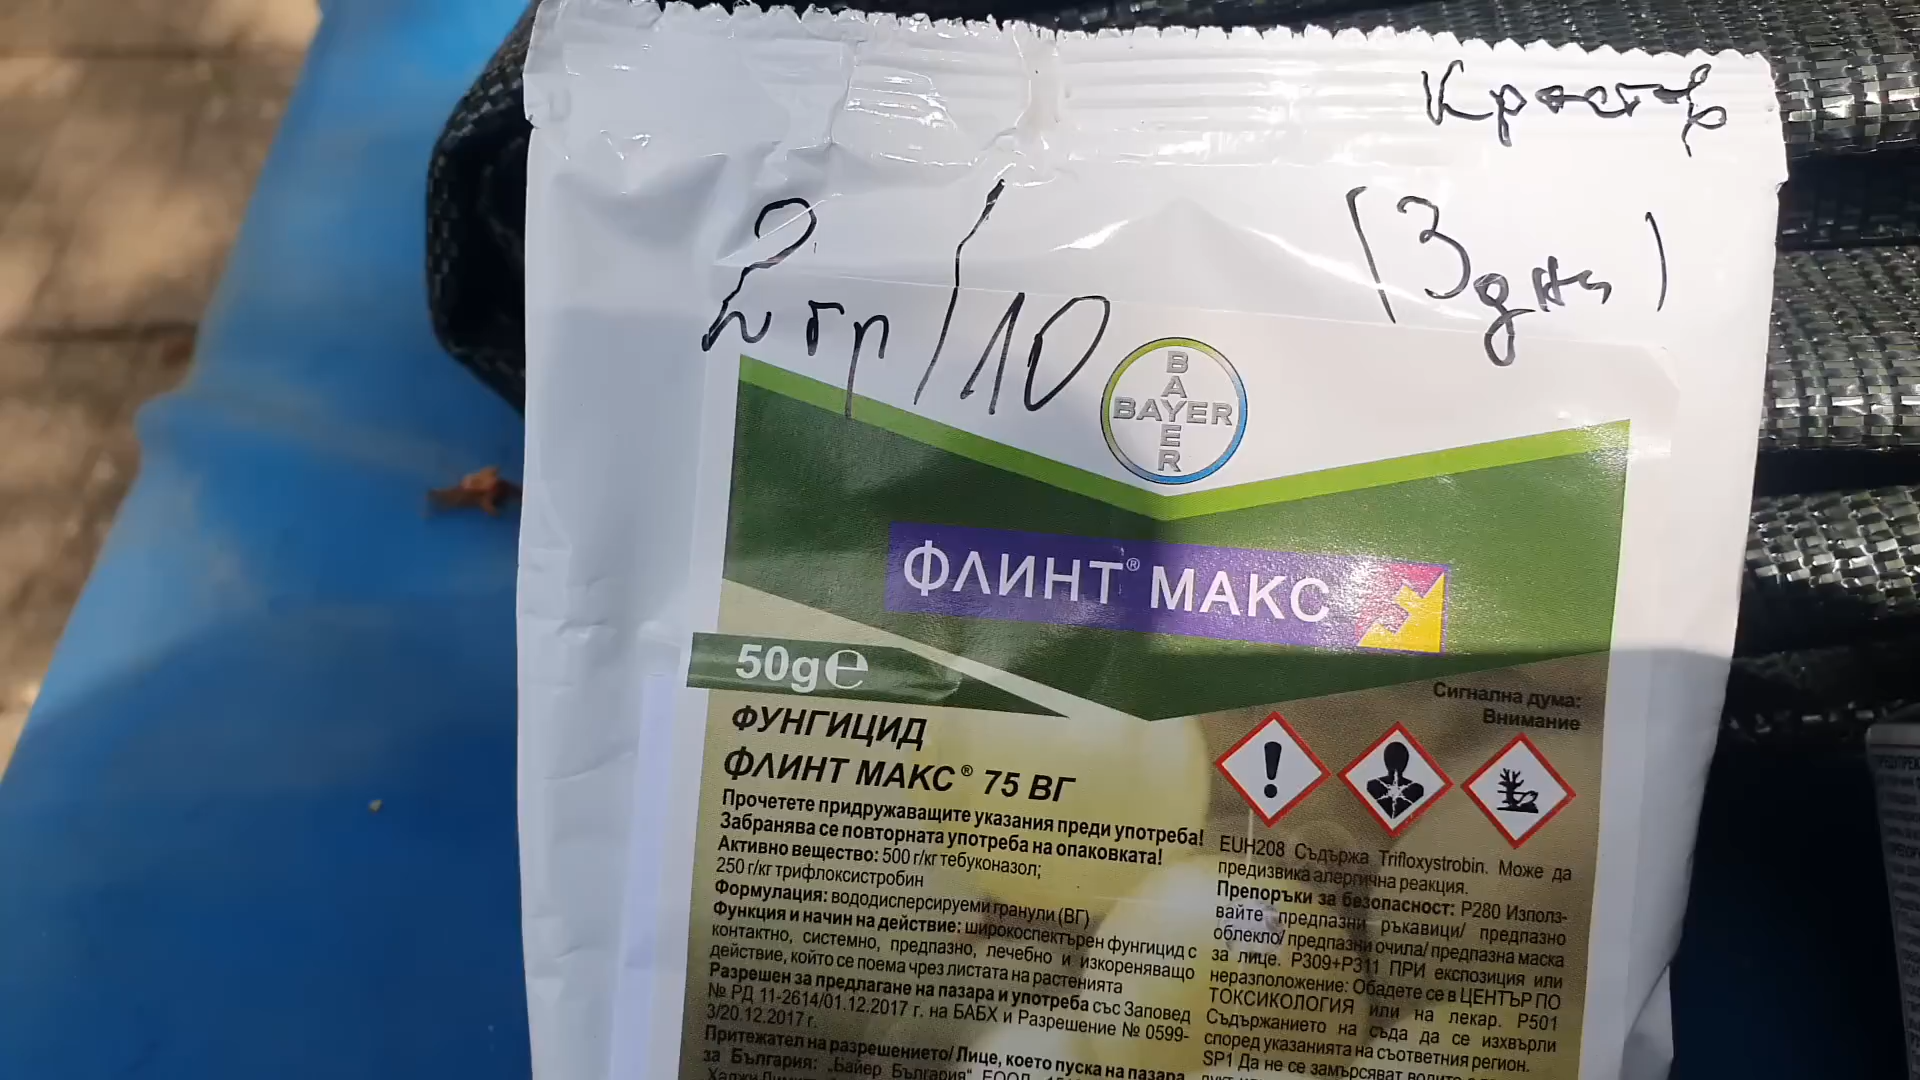 Крастав
2 гр/10
(3 дни)
BAYER
BAYER
ФЛИНТ® МАКС
50g℮
Сигнална дума:
Внимание
ФУНГИЦИД
ФЛИНТ МАКС® 75 ВГ
Прочетете придружаващите указания преди употреба!
Забранява се повторната употреба на опаковката!
Активно вещество: 500 г/кг тебуконазол;
250 г/кг трифлоксистробин
Формулация: вододисперсируеми гранули (ВГ)
Функция и начин на действие: широкоспектърен фунгицид с
контактно, системно, предпазно, лечебно и изкореняващо
действие, който се поема чрез листата на растенията
Разрешен за предлагане на пазара и употреба със Заповед
№ РД 11-2614/01.12.2017 г. на БАБХ и Разрешение № 0599-
3/20.12.2017 г.
Притежател на разрешението/ Лице, което пуска на пазара
за България: „Байер България“ ЕООД,
EUH208 Съдържа Trifloxystrobin. Може да
предизвика алергична реакция.
Препоръки за безопасност: P280 Използ-
вайте предпазни ръкавици/ предпазно
облекло/ предпазни очила/ предпазна маска
за лице. P309+P311 ПРИ експозиция или
неразположение: Обадете се в ЦЕНТЪР ПО
ТОКСИКОЛОГИЯ или на лекар. P501
Съдържанието на съда да се изхвърли
според указанията на съответния регион.
SP1 Да не се замърсяват водите